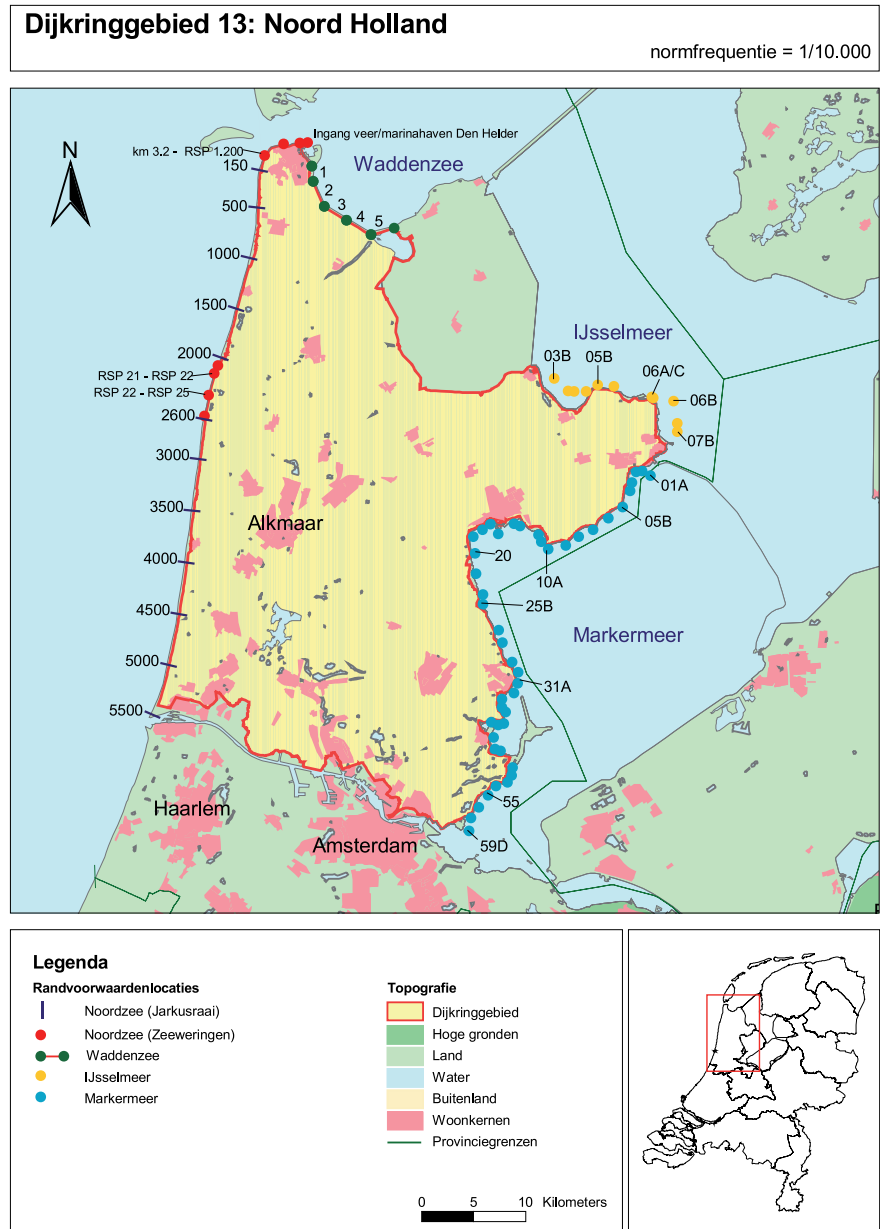 Dijkringgebied 13: Noord Holland
normfrequentie = 1/10.000
N
Ingang veer/marinahaven Den Helder
km 3.2 - RSP 1.200
Waddenzee
150
1
2
500
3
4
5
1000
1500
IJsselmeer
2000
03B
05B
RSP 21 - RSP 22
06A/C
RSP 22 - RSP 25
06B
2600
07B
3000
01A
3500
05B
Alkmaar
20
10A
4000
25B
4500
Markermeer
5000
31A
5500
55
Haarlem
Amsterdam
59D
Legenda
Randvoorwaardenlocaties
Noordzee (Jarkusraai)
Noordzee (Zeeweringen)
Waddenzee
IJsselmeer
Markermeer
Topografie
Dijkringgebied
Hoge gronden
Land
Water
Buitenland
Woonkernen
Provinciegrenzen
0 5 10 Kilometers